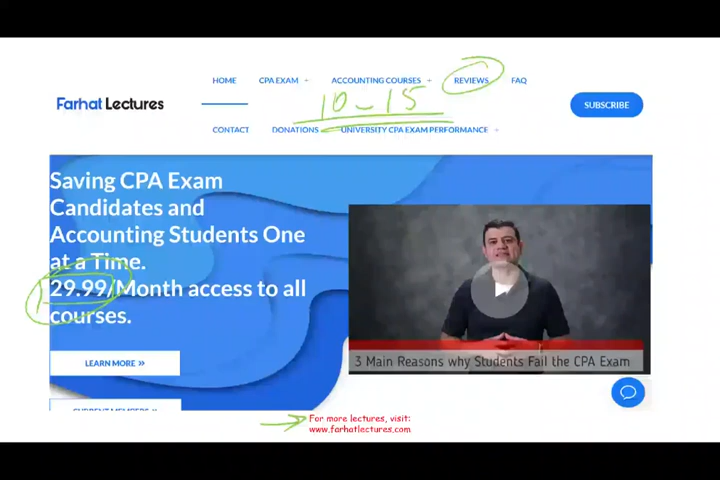 HOME
CPA EXAM
ACCOUNTING COURSES
REVIEWS
FAQ
Farhat Lectures
10-15
SUBSCRIBE
CONTACT
DONATIONS
UNIVERSITY CPA EXAM PERFORMANCE
Saving CPA Exam
Candidates and
Accounting Students One
at a Time.
29.99/Month access to all
courses.
3 Main Reasons why Students Fail the CPA Exam
LEARN MORE »
CURRENT MEMBERS »
For more lectures, visit:
www.farhatlectures.com